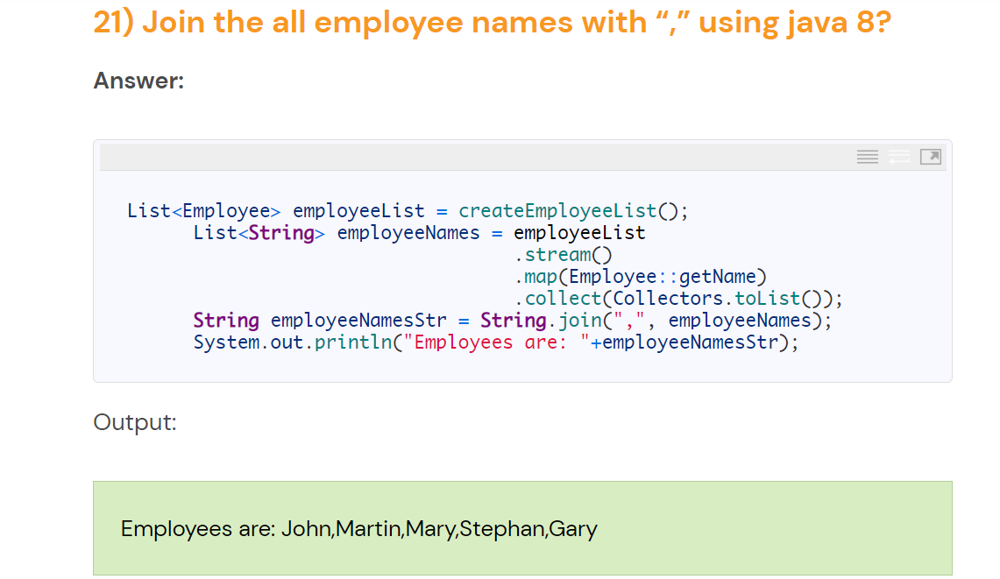 21) Join the all employee names with “,” using java 8?
Answer:
List<Employee> employeeList = createEmployeeList();
List<String> employeeNames = employeeList
.stream()
.map(Employee::getName)
.collect(Collectors.toList());
String employeeNamesStr = String.join(",", employeeNames);
System.out.println("Employees are: "+employeeNamesStr);
Output:
Employees are: John,Martin,Mary,Stephan,Gary